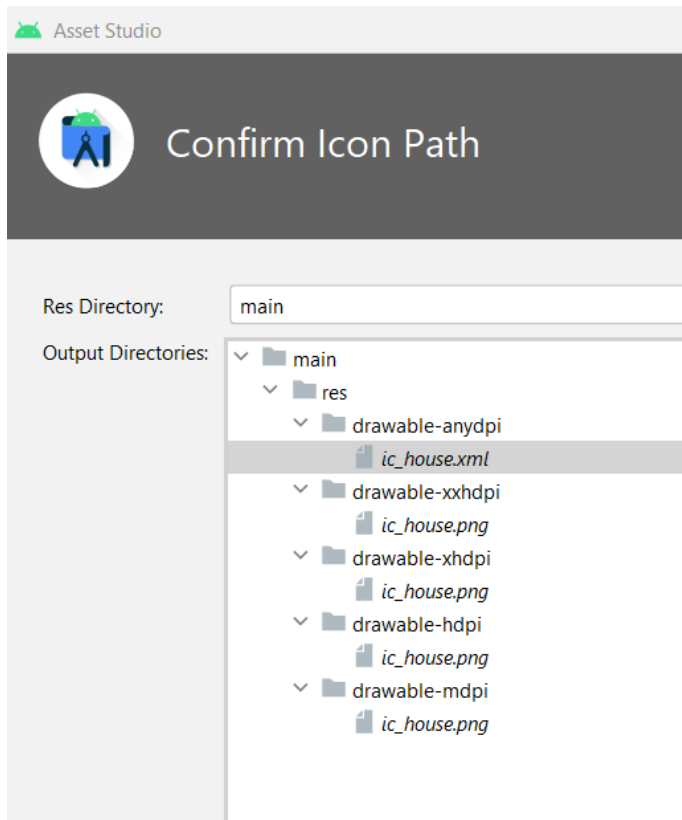 Asset Studio
Confirm Icon Path
Res Directory:
main
Output Directories:
main
res
drawable-anydpi
ic_house.xml
drawable-xxhdpi
ic_house.png
drawable-xhdpi
ic_house.png
drawable-hdpi
ic_house.png
drawable-mdpi
ic_house.png